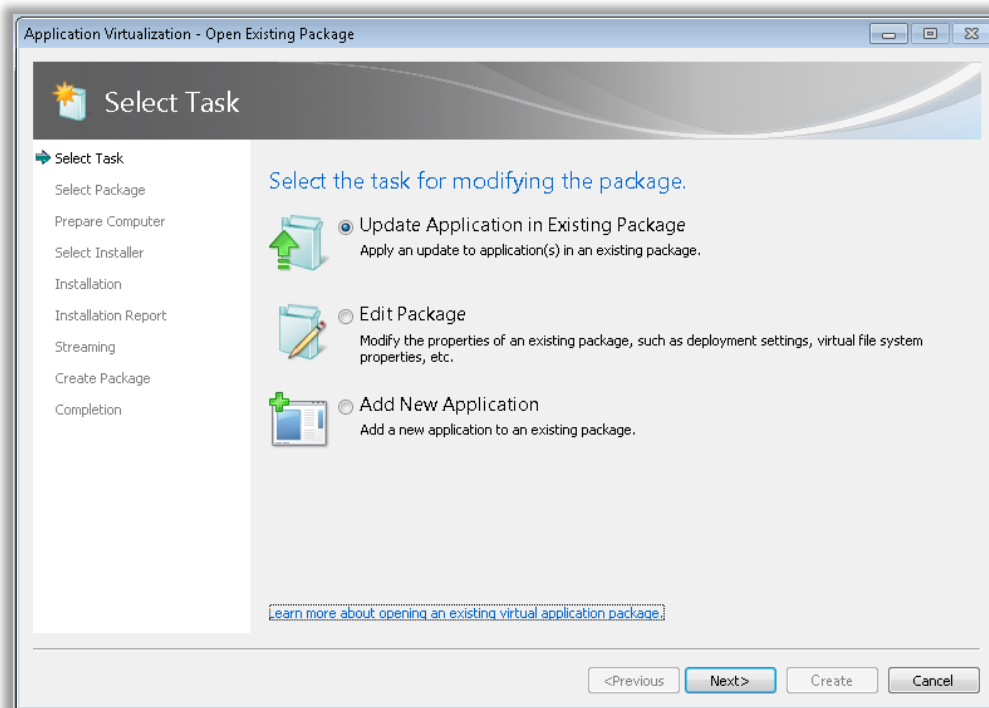 Application Virtualization - Open Existing Package
Select Task
Select Task
Select Package
Prepare Computer
Select Installer
Installation
Installation Report
Streaming
Create Package
Completion
Select the task for modifying the package.
Update Application in Existing Package
Apply an update to application(s) in an existing package.
Edit Package
Modify the properties of an existing package, such as deployment settings, virtual file system
properties, etc.
Add New Application
Add a new application to an existing package.
Learn more about opening an existing virtual application package.
<Previous
Next>
Create
Cancel